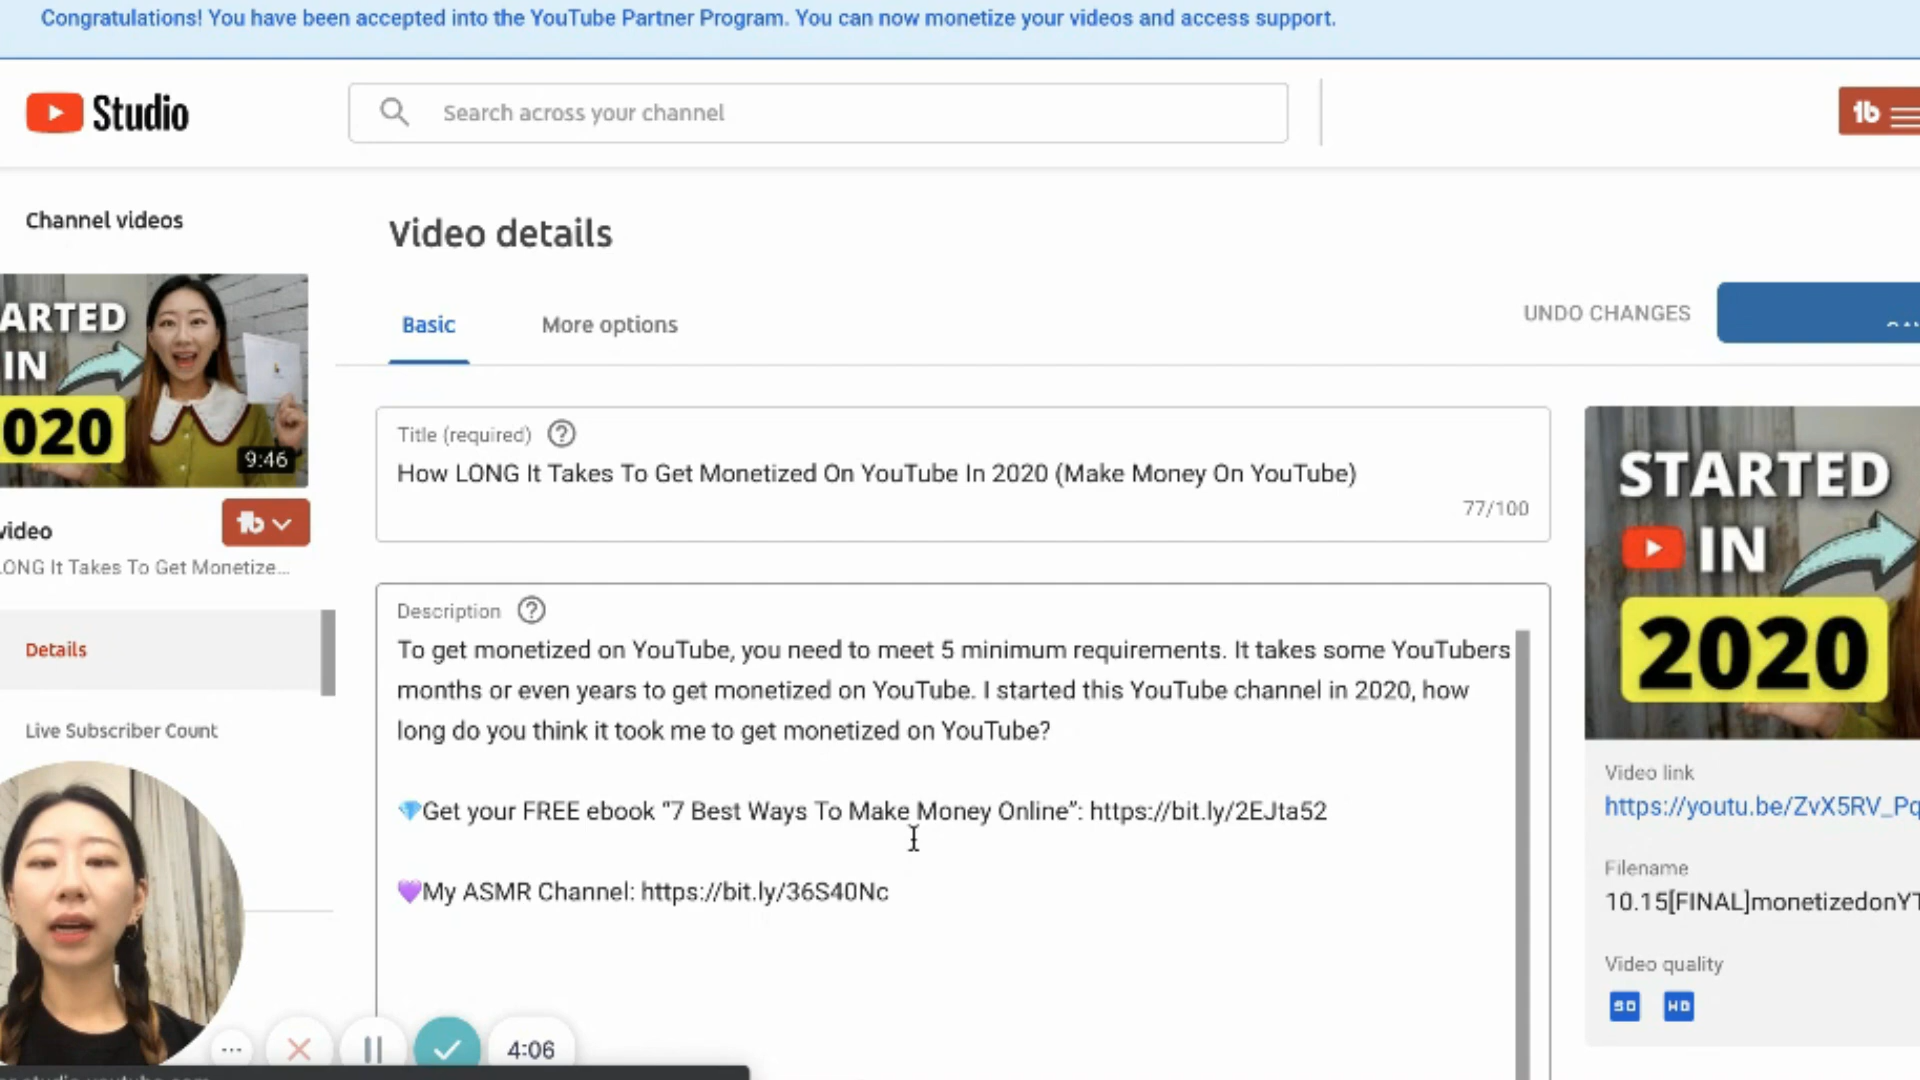 Congratulations! You have been accepted into the YouTube Partner Program. You can now monetize your videos and access support.
Studio
Search across your channel
tb
Channel videos
Video details
ARTED
IN
2020
9:46
Basic
More options
UNDO CHANGES
video
tb
LONG It Takes To Get Monetize...
Title (required)
How LONG It Takes To Get Monetized On YouTube In 2020 (Make Money On YouTube)
77/100
STARTED
IN
2020
Details
Description
To get monetized on YouTube, you need to meet 5 minimum requirements. It takes some YouTubers
months or even years to get monetized on YouTube. I started this YouTube channel in 2020, how
long do you think it took me to get monetized on YouTube?
Live Subscriber Count
💎Get your FREE ebook “7 Best Ways To Make Money Online”: https://bit.ly/2EJta52
💜My ASMR Channel: https://bit.ly/36S40Nc
Video link
https://youtu.be/ZvX5RV_Pq
Filename
10.15[FINAL]monetizedonYT
Video quality
SD HD
4:06